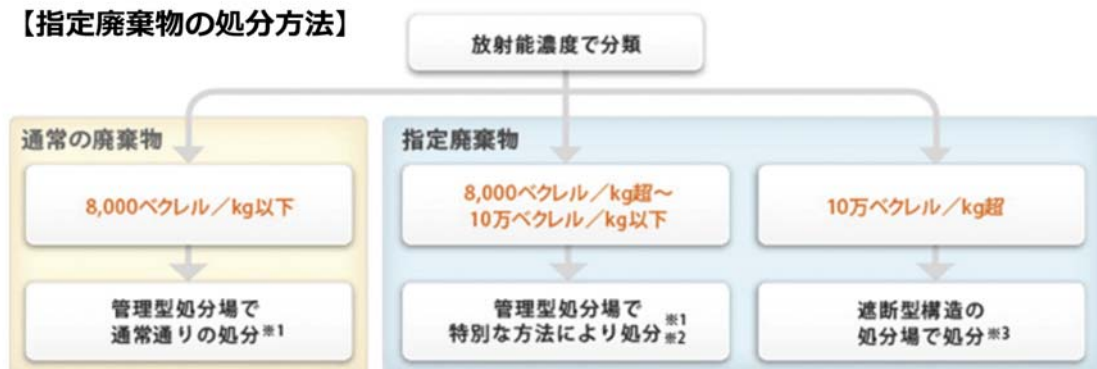 【指定廃棄物の処分方法】
放射能濃度で分類
通常の廃棄物
8,000ベクレル／kg以下
管理型処分場で
通常通りの処分※1
指定廃棄物
8,000ベクレル／kg超～
10万ベクレル／kg以下
管理型処分場で
特別な方法により処分※1※2
10万ベクレル／kg超
遮断型構造の
処分場で処分※3